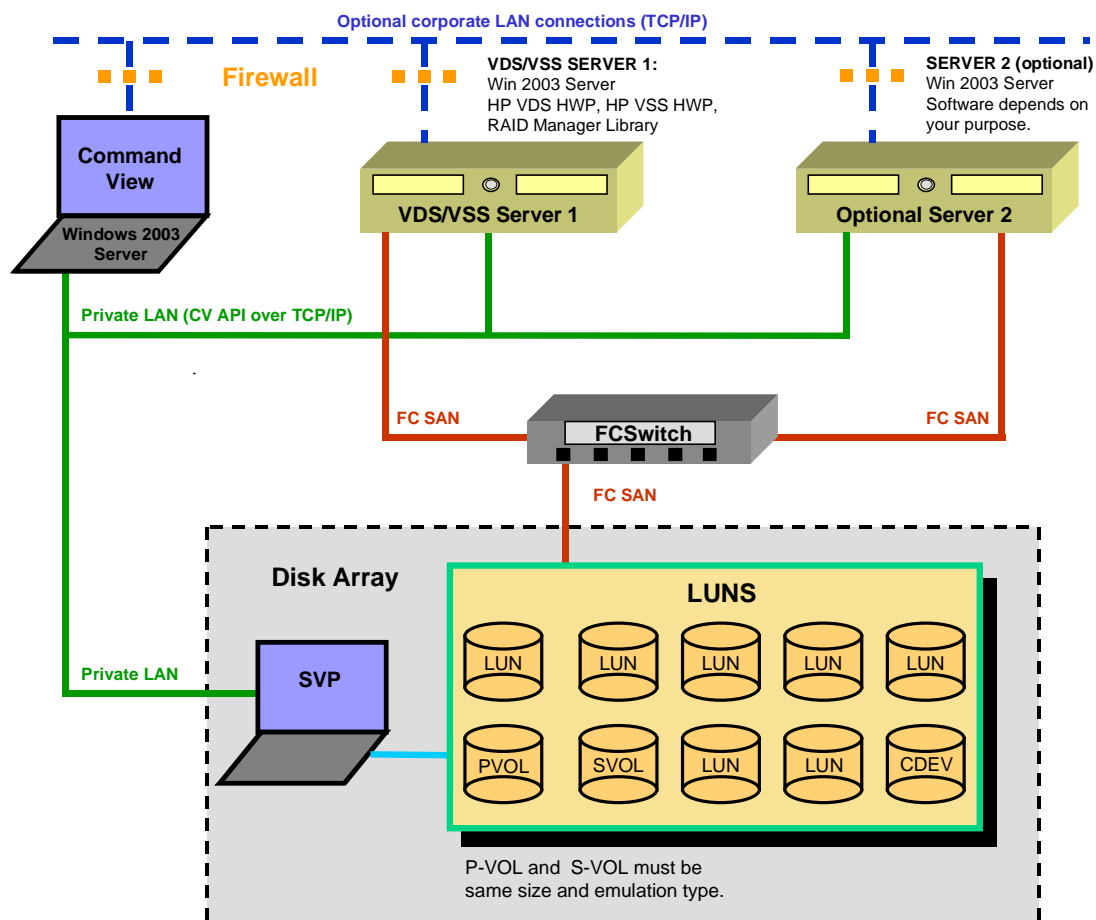 Optional corporate LAN connections (TCP/IP)
Firewall
VDS/VSS SERVER 1:
Win 2003 Server
HP VDS HWP, HP VSS HWP,
RAID Manager Library
SERVER 2 (optional)
Win 2003 Server
Software depends on
your purpose.
Command
View
Windows 2003
Server
VDS/VSS Server 1
Optional Server 2
Private LAN (CV API over TCP/IP)
FC SAN
FC SAN
FCSwitch
FC SAN
Disk Array
LUNS
LUN
LUN
LUN
LUN
LUN
Private LAN
SVP
PVOL
SVOL
LUN
LUN
CDEV
P-VOL and S-VOL must be
same size and emulation type.